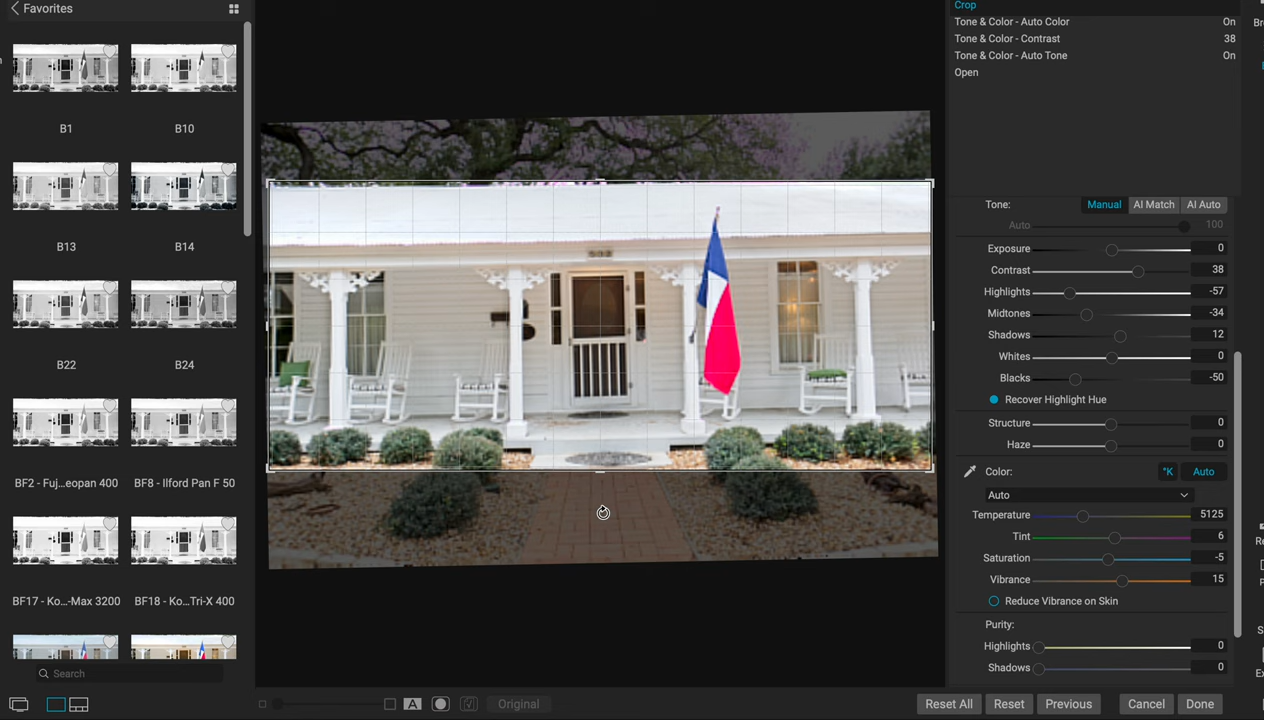 Favorites
B1
B10
B13
B14
B22
B24
BF2 - Fuj...eopan 400
BF8 - Ilford Pan F 50
BF17 - Ko...-Max 3200
BF18 - Ko...Tri-X 400
Search
Original
A
Crop
Tone & Color - Auto Color On
Tone & Color - Contrast 38
Tone & Color - Auto Tone On
Open
Tone: Manual AI Match AI Auto
Auto 100
Exposure 0
Contrast 38
Highlights -57
Midtones -34
Shadows 12
Whites 0
Blacks -50
Recover Highlight Hue
Structure 0
Haze 0
Color: °K Auto
Auto
Temperature 5125
Tint 6
Saturation -5
Vibrance 15
Reduce Vibrance on Skin
Purity:
Highlights 0
Shadows 0
Reset All Reset Previous Cancel Done